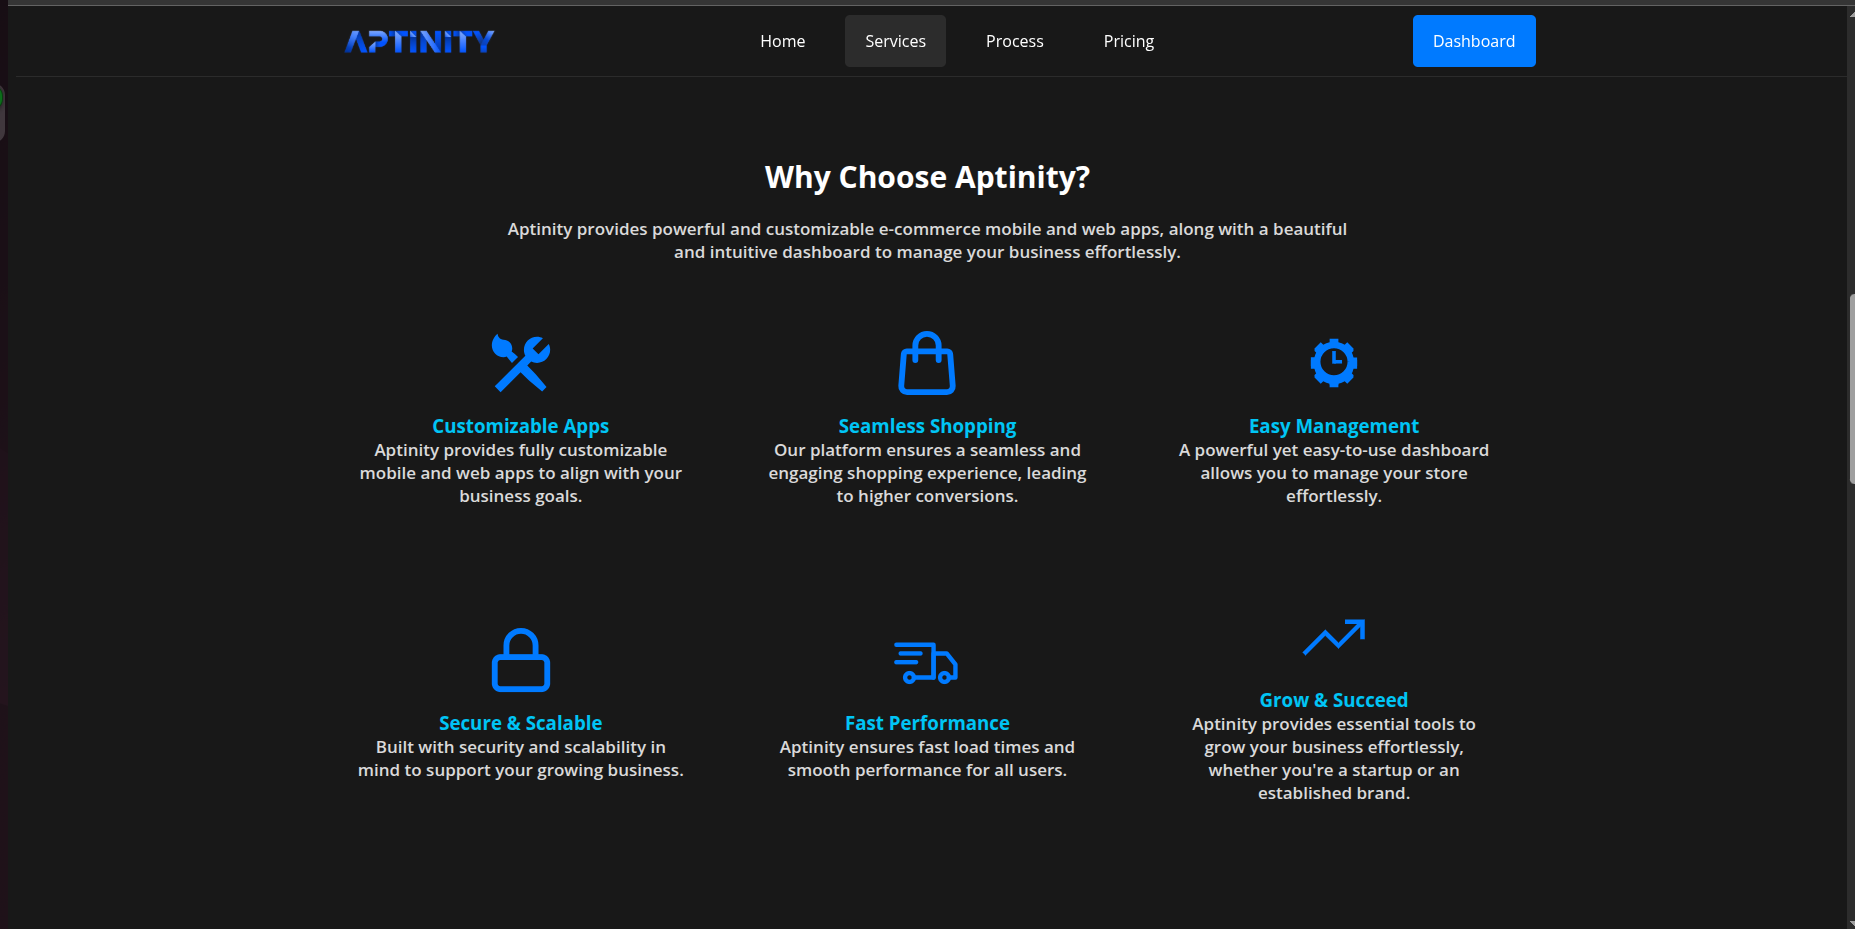 APTINITY
Home
Services
Process
Pricing
Dashboard
Why Choose Aptinity?
Aptinity provides powerful and customizable e-commerce mobile and web apps, along with a beautiful
and intuitive dashboard to manage your business effortlessly.
Customizable Apps
Aptinity provides fully customizable
mobile and web apps to align with your
business goals.
Seamless Shopping
Our platform ensures a seamless and
engaging shopping experience, leading
to higher conversions.
Easy Management
A powerful yet easy-to-use dashboard
allows you to manage your store
effortlessly.
Secure & Scalable
Built with security and scalability in
mind to support your growing business.
Fast Performance
Aptinity ensures fast load times and
smooth performance for all users.
Grow & Succeed
Aptinity provides essential tools to
grow your business effortlessly,
whether you're a startup or an
established brand.